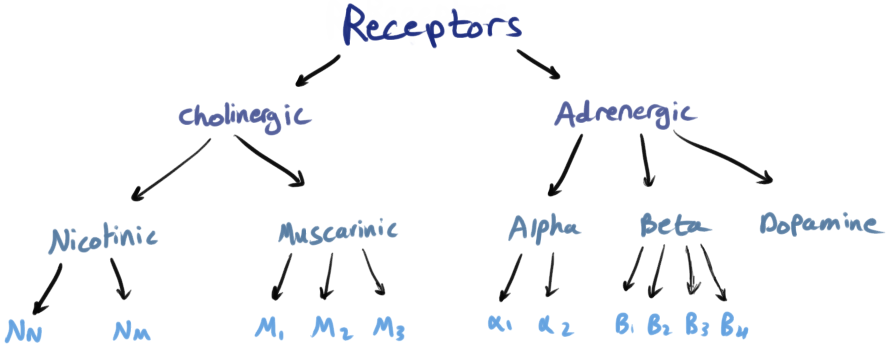 Receptors
Cholinergic Adrenergic
Nicotinic Muscarinic Alpha Beta Dopamine
NN NM M1 M2 M3 α1 α2 B1 B2 B3 B4